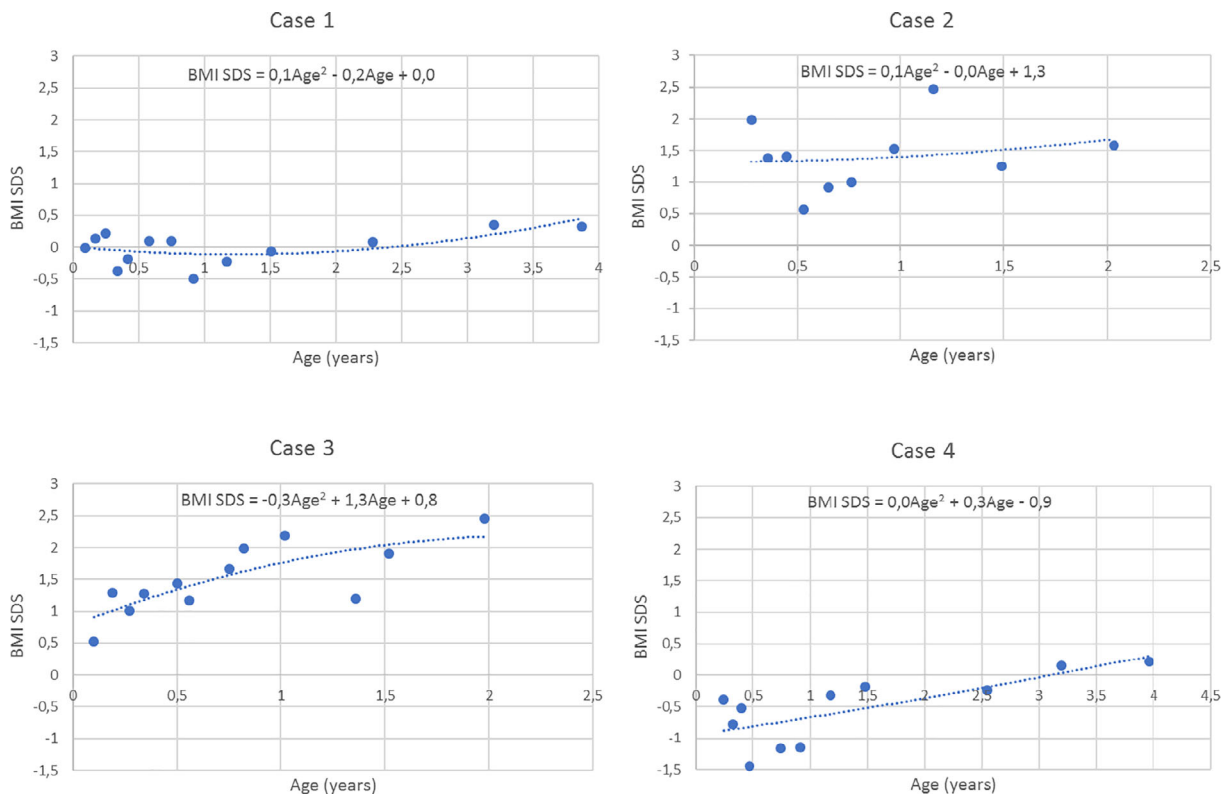 Case 1
BMI SDS = 0,1Age² - 0,2Age + 0,0
BMI SDS
3
2,5
2
1,5
1
0,5
0
-0,5
-1
-1,5
0 0,5 1 1,5 2 2,5 3 3,5 4
Age (years)
Case 2
BMI SDS = 0,1Age² - 0,0Age + 1,3
BMI SDS
3
2,5
2
1,5
1
0,5
0
-0,5
-1
-1,5
0 0,5 1 1,5 2 2,5
Age (years)
Case 3
BMI SDS = -0,3Age² + 1,3Age + 0,8
BMI SDS
3
2,5
2
1,5
1
0,5
0
-0,5
-1
-1,5
0 0,5 1 1,5 2 2,5
Age (years)
Case 4
BMI SDS = 0,0Age² + 0,3Age - 0,9
BMI SDS
3
2,5
2
1,5
1
0,5
0
-0,5
-1
-1,5
0 0,5 1 1,5 2 2,5 3 3,5 4 4,5
Age (years)